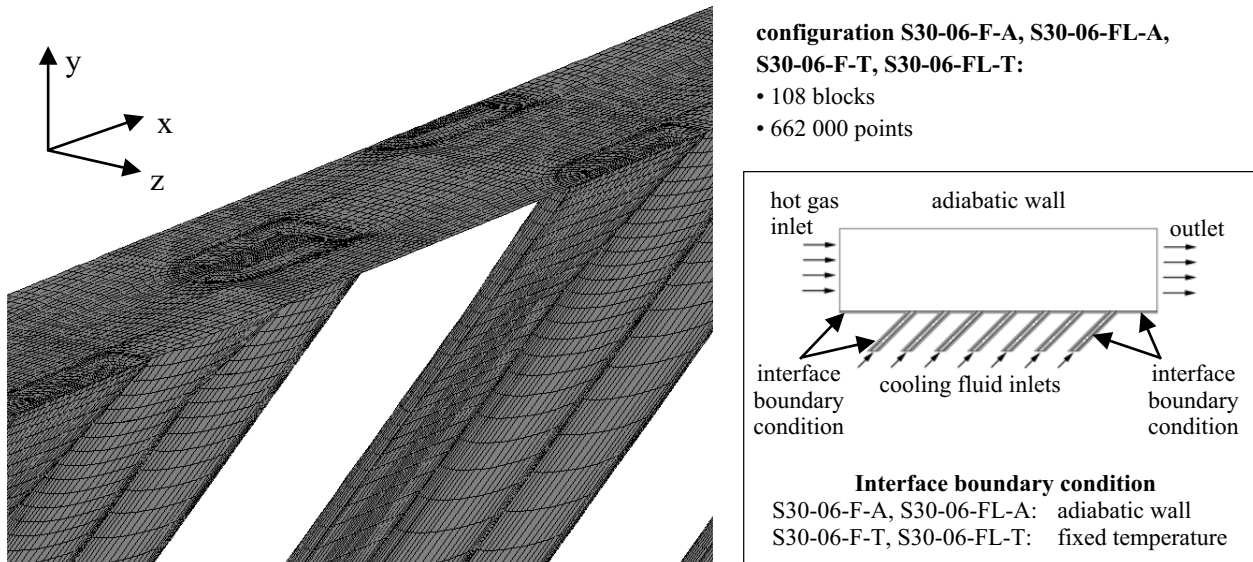 y
x
z
configuration S30-06-F-A, S30-06-FL-A,
S30-06-F-T, S30-06-FL-T:
• 108 blocks
• 662 000 points
hot gas
inlet
adiabatic wall
outlet
interface
boundary
condition
cooling fluid inlets
interface
boundary
condition
Interface boundary condition
S30-06-F-A, S30-06-FL-A: adiabatic wall
S30-06-F-T, S30-06-FL-T: fixed temperature